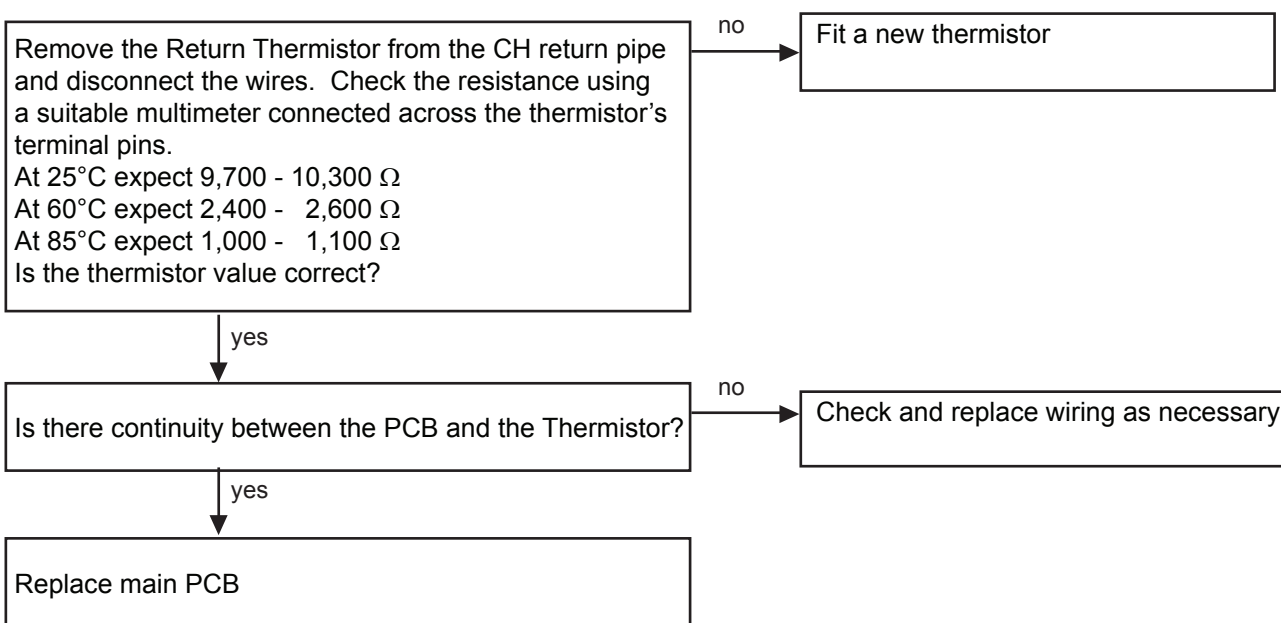 Remove the Return Thermistor from the CH return pipe
and disconnect the wires. Check the resistance using
a suitable multimeter connected across the thermistor's
terminal pins.
At 25°C expect 9,700 - 10,300 Ω
At 60°C expect 2,400 - 2,600 Ω
At 85°C expect 1,000 - 1,100 Ω
Is the thermistor value correct?
no
Fit a new thermistor
yes
Is there continuity between the PCB and the Thermistor?
no
Check and replace wiring as necessary
yes
Replace main PCB